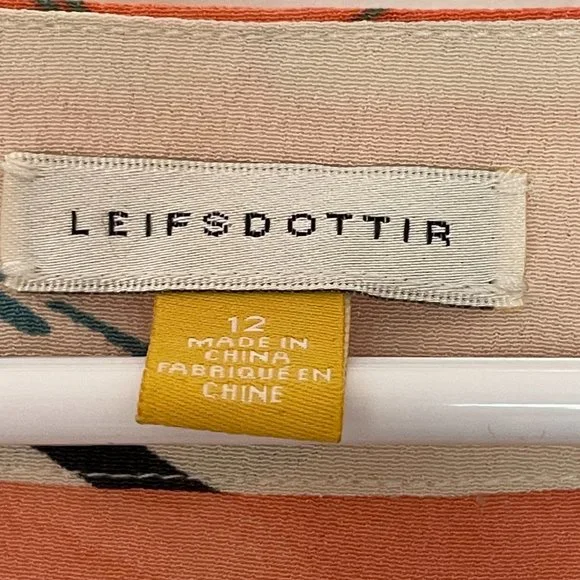 LEIFSDOTTIR
12
MADE IN
CHINA
FABRIQUÉ EN
CHINE